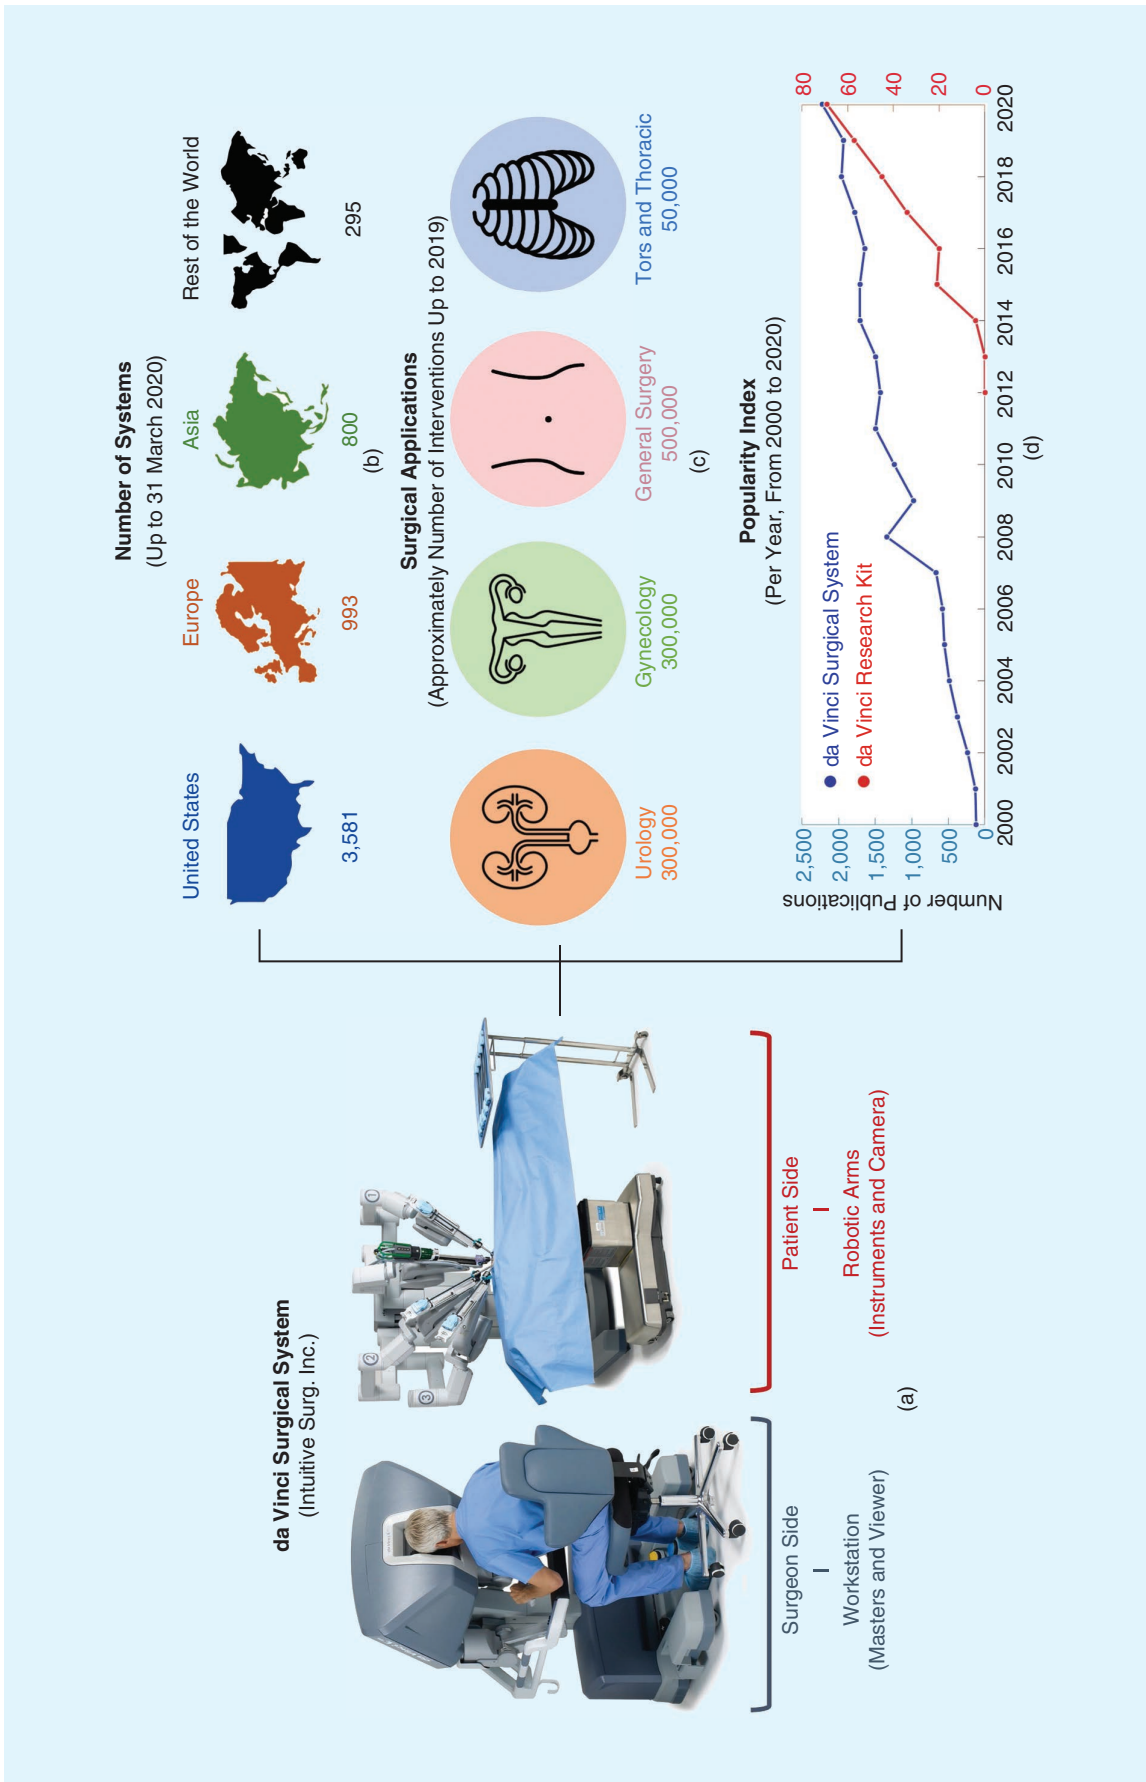 da Vinci Surgical System
(Intuitive Surg. Inc.)
1
2
3
Surgeon Side
Workstation
(Masters and Viewer)
Patient Side
Robotic Arms
(Instruments and Camera)
(a)
Number of Systems
(Up to 31 March 2020)
United States
Europe
Asia
Rest of the World
3,581
993
800
295
(b)
Surgical Applications
(Approximately Number of Interventions Up to 2019)
Urology
300,000
Gynecology
300,000
General Surgery
500,000
Tors and Thoracic
50,000
(c)
Popularity Index
(Per Year, From 2000 to 2020)
Number of Publications
2,500
2,000
1,500
1,000
500
0
da Vinci Surgical System
da Vinci Research Kit
80
60
40
20
0
2000 2002 2004 2006 2008 2010 2012 2014 2016 2018 2020
(d)